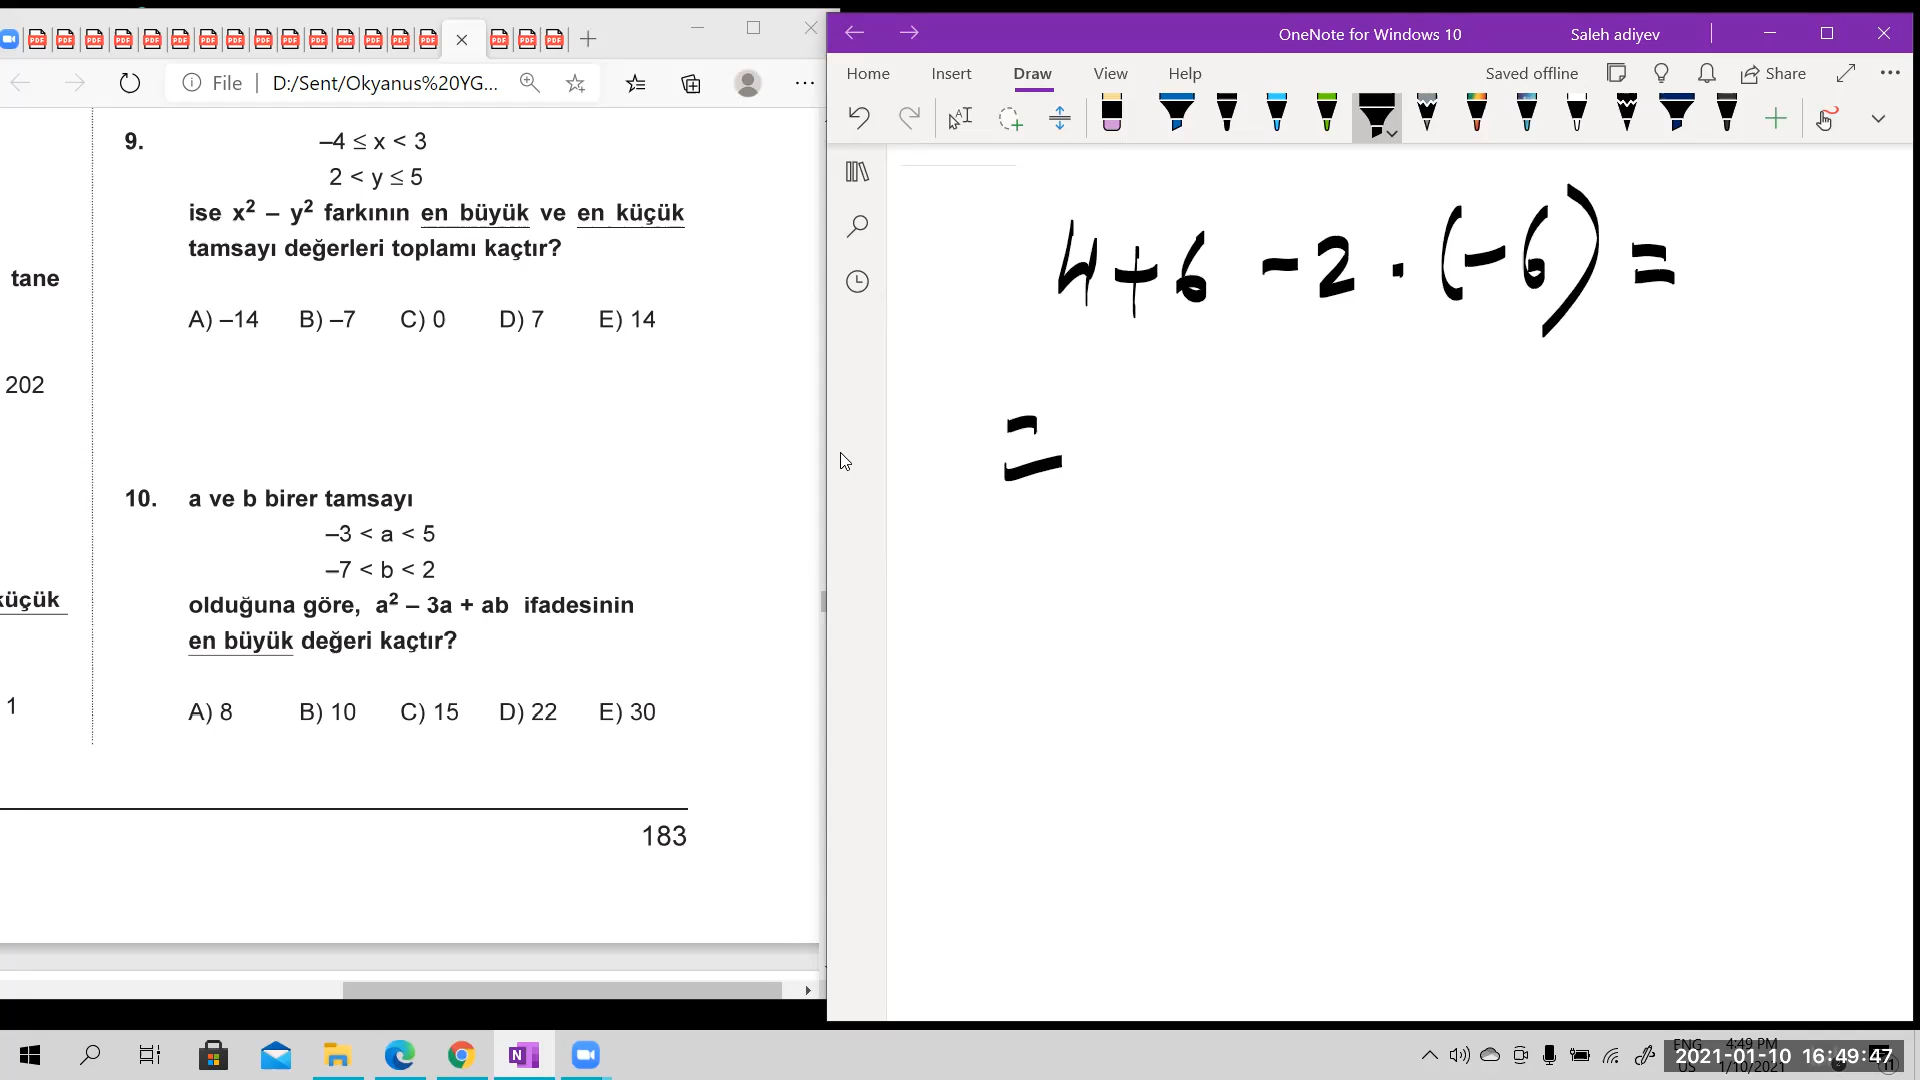 OneNote for Windows 10
Saleh adiyev
File
D:/Sent/Okyanus%20YG...
Home
Insert
Draw
View
Help
Saved offline
Share
tane
202
küçük
1
9.
–4 ≤ x < 3
2 < y ≤ 5
ise x² – y² farkının en büyük ve en küçük
tamsayı değerleri toplamı kaçtır?
A) –14 B) –7 C) 0 D) 7 E) 14
10. a ve b birer tamsayı
–3 < a < 5
–7 < b < 2
olduğuna göre, a² – 3a + ab ifadesinin
en büyük değeri kaçtır?
A) 8 B) 10 C) 15 D) 22 E) 30
183
4+6 -2 · (-6) =
=
ENG
US
4:49 PM
1/10/2021
2021-01-10 16:49:47